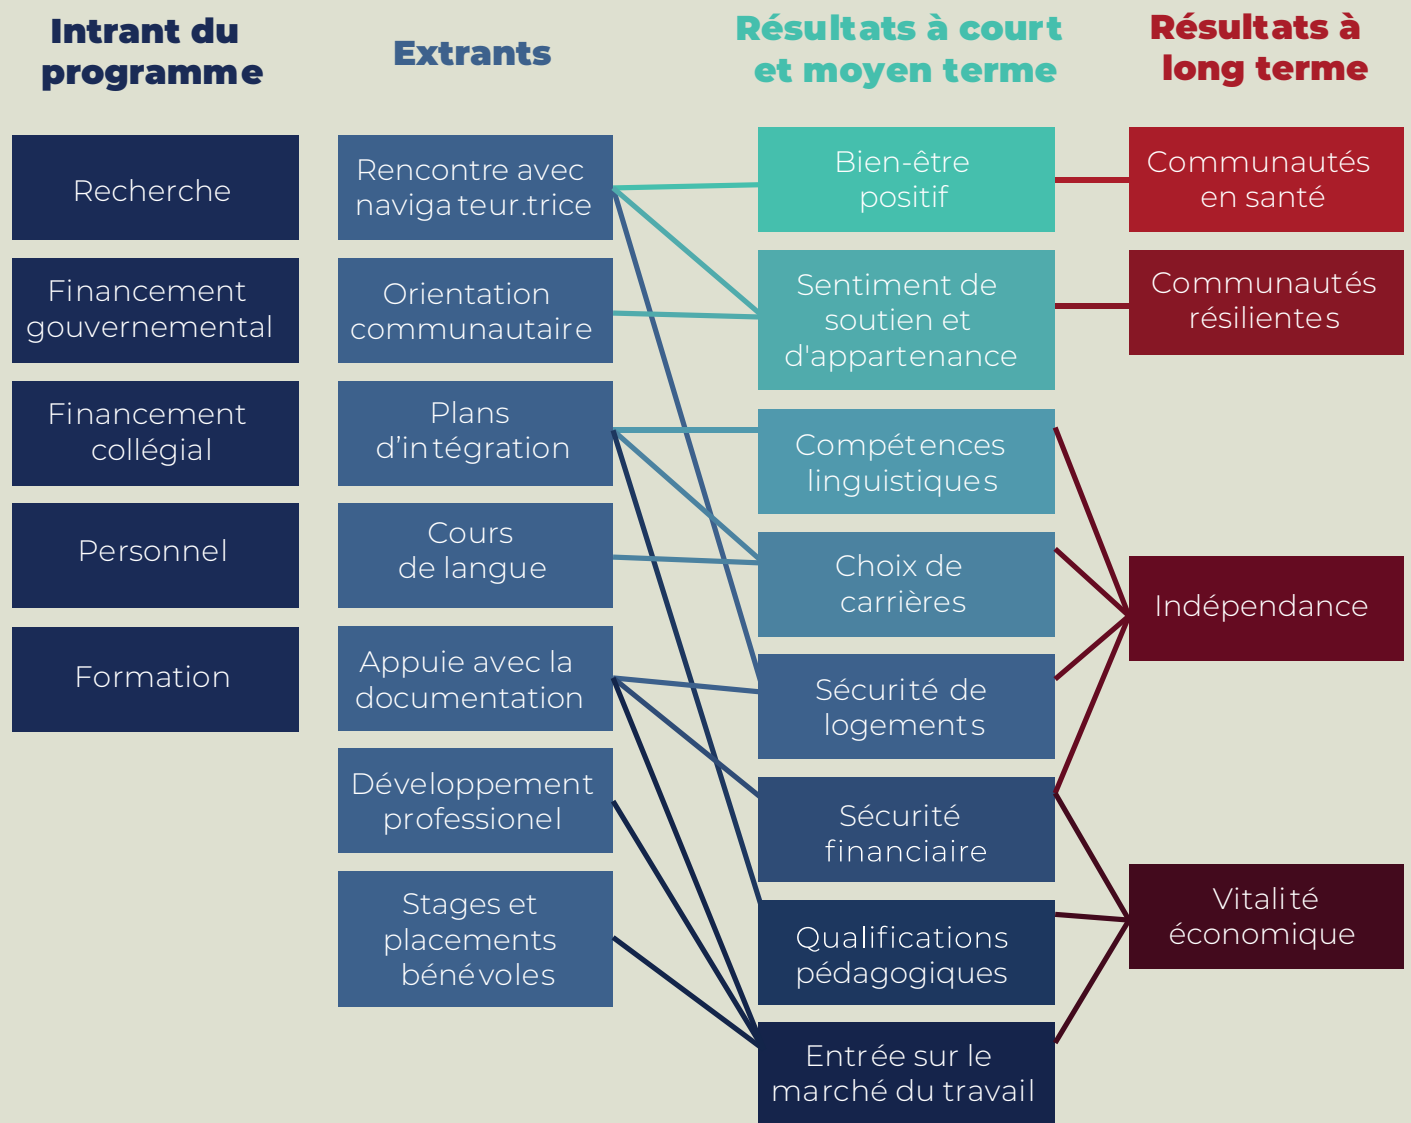 Intrant du
programme
Recherche
Financement
gouvernemental
Financement
collégial
Personnel
Formation
Extrants
Rencontre avec
navigateur.trice
Orientation
communautaire
Plans
d'intégration
Cours
de langue
Appuie avec la
documentation
Développement
professionel
Stages et
placements
bénévoles
Résultats à court
et moyen terme
Bien-être
positif
Sentiment de
soutien et
d'appartenance
Compétences
linguistiques
Choix de
carrières
Sécurité de
logements
Sécurité
financiaire
Qualifications
pédagogiques
Entrée sur le
marché du travail
Résultats à
long terme
Communautés
en santé
Communautés
résilientes
Indépendance
Vitalité
économique